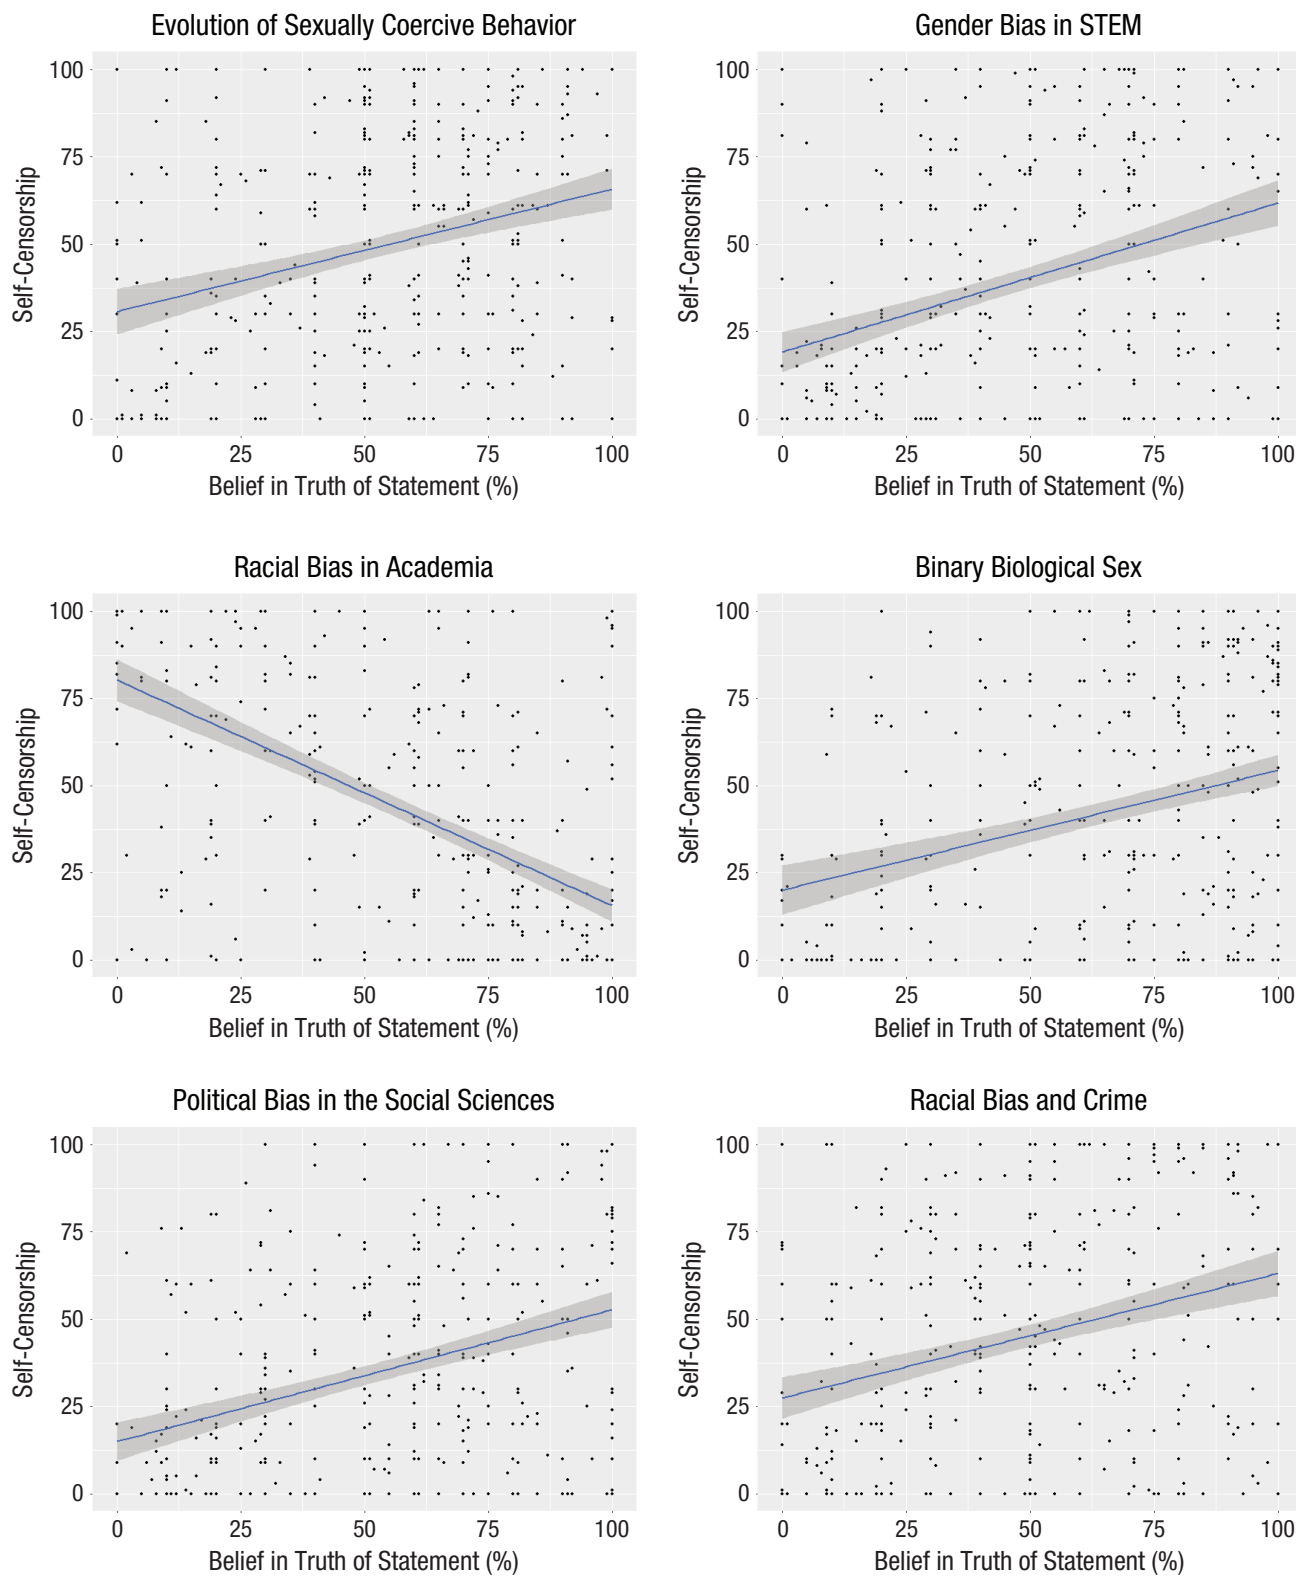 Evolution of Sexually Coercive Behavior
100
75
50
25
0
Self-Censorship
0 25 50 75 100
Belief in Truth of Statement (%)
Gender Bias in STEM
100
75
50
25
0
Self-Censorship
0 25 50 75 100
Belief in Truth of Statement (%)
Racial Bias in Academia
100
75
50
25
0
Self-Censorship
0 25 50 75 100
Belief in Truth of Statement (%)
Binary Biological Sex
100
75
50
25
0
Self-Censorship
0 25 50 75 100
Belief in Truth of Statement (%)
Political Bias in the Social Sciences
100
75
50
25
0
Self-Censorship
0 25 50 75 100
Belief in Truth of Statement (%)
Racial Bias and Crime
100
75
50
25
0
Self-Censorship
0 25 50 75 100
Belief in Truth of Statement (%)